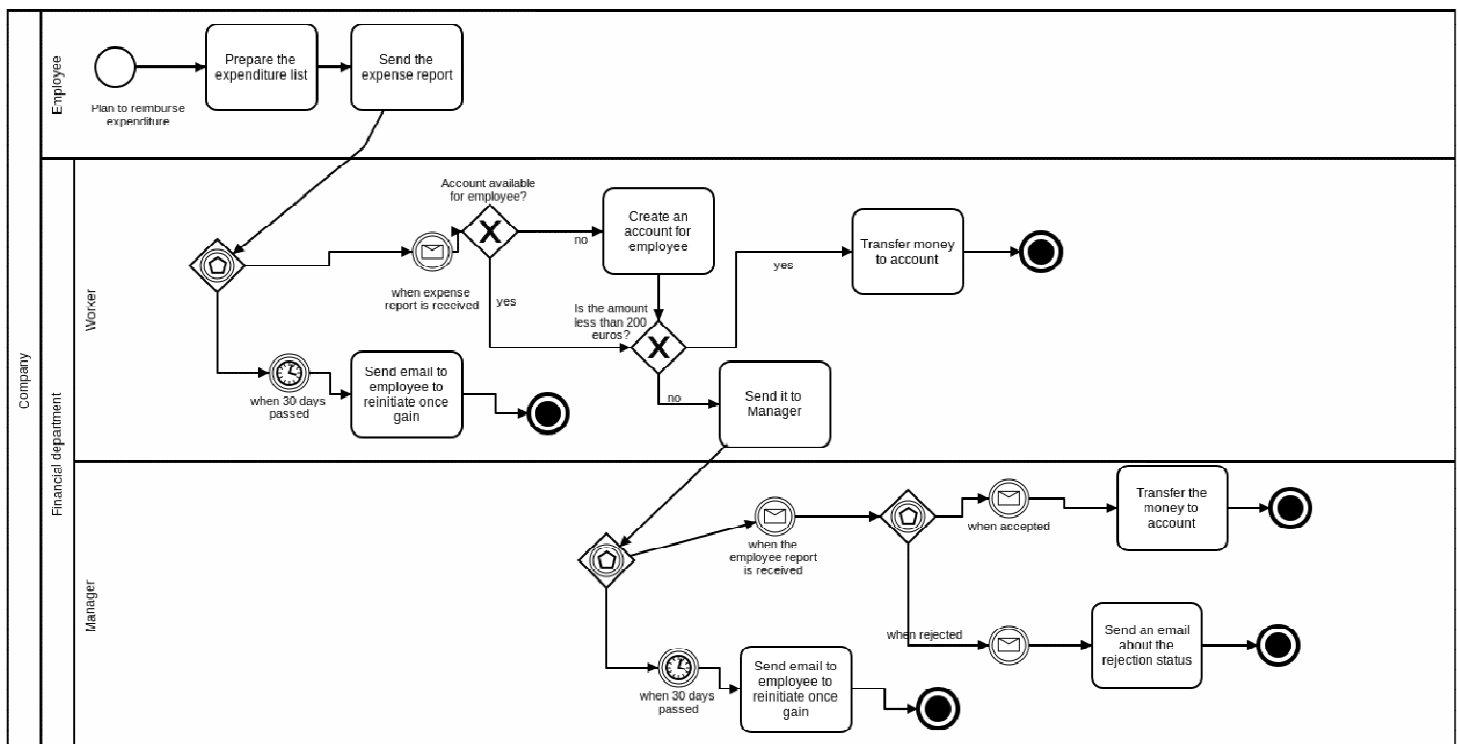 Company
Employee
Plan to reimburse
expenditure
Prepare the
expenditure list
Send the
expense report
Financial department
Worker
when expense
report is received
Account available
for employee?
no
yes
Create an
account for
employee
Is the amount
less than 200
euros?
yes
no
Transfer money
to account
when 30 days
passed
Send email to
employee to
reinitiate once
gain
Send it to
Manager
Manager
when the
employee report
is received
when accepted
Transfer the
money to
account
when rejected
Send an email
about the
rejection status
when 30 days
passed
Send email to
employee to
reinitiate once
gain